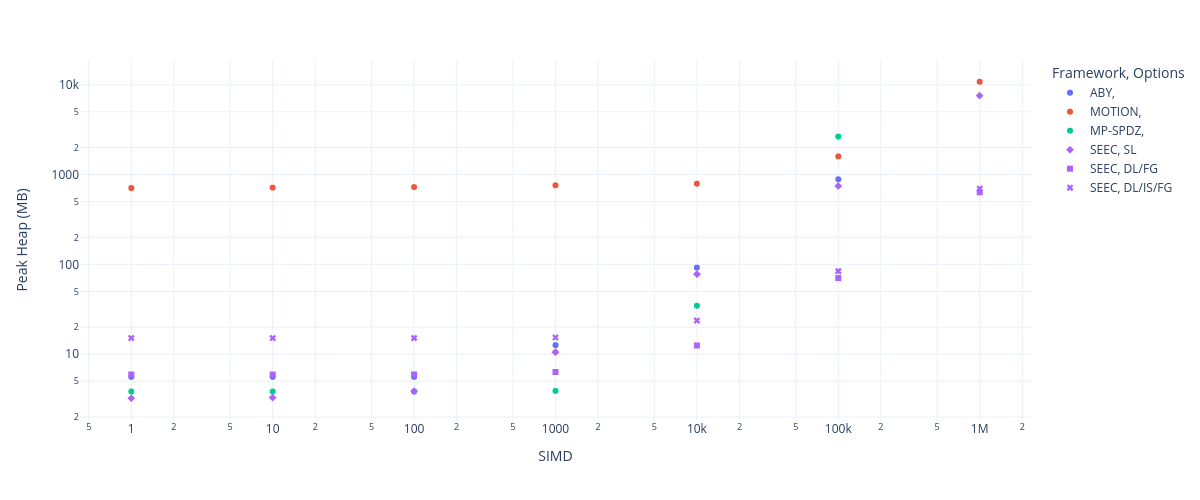 Framework, Options
ABY,
MOTION,
MP-SPDZ,
SEEC, SL
SEEC, DL/FG
SEEC, DL/IS/FG
Peak Heap (MB)
10k
5
2
1000
5
2
100
5
2
10
5
2
5 1 2 5 10 2 5 100 2 5 1000 2 5 10k 2 5 100k 2 5 1M 2
SIMD